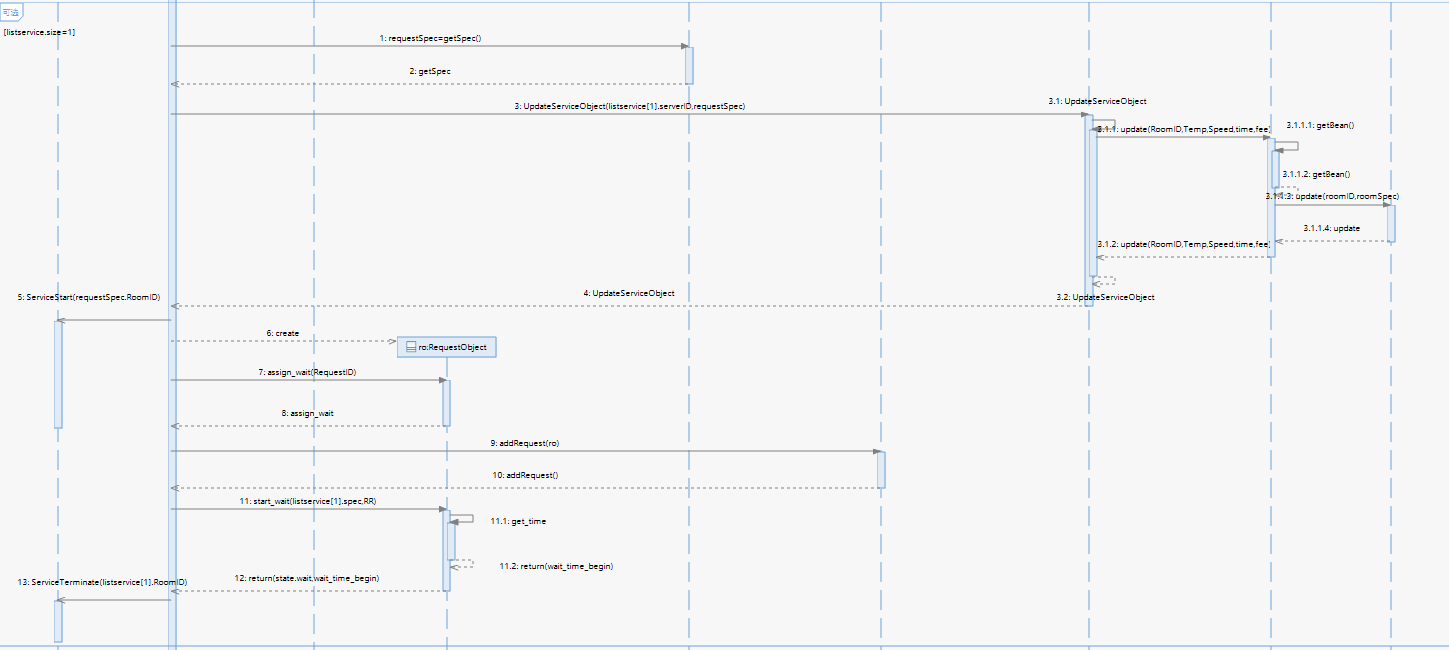 可选
[listservice.size=1]
1: requestSpec=getSpec()
2: getSpec
3: UpdateServiceObject(listservice[1].serverID,requestSpec)
3.1: UpdateServiceObject
3.1.1: update(RoomID,Temp,Speed,time,fee)
3.1.1.1: getBean()
3.1.1.2: getBean()
3.1.1.3: update(roomID,roomSpec)
3.1.1.4: update
3.1.2: update(RoomID,Temp,Speed,time,fee)
4: UpdateServiceObject
3.2: UpdateServiceObject
5: ServiceStart(requestSpec.RoomID)
6: create
ro:RequestObject
7: assign_wait(RequestID)
8: assign_wait
9: addRequest(ro)
10: addRequest()
11: start_wait(listservice[1].spec,RR)
11.1: get_time
11.2: return(wait_time_begin)
12: return(state.wait,wait_time_begin)
13: ServiceTerminate(listservice[1].RoomID)